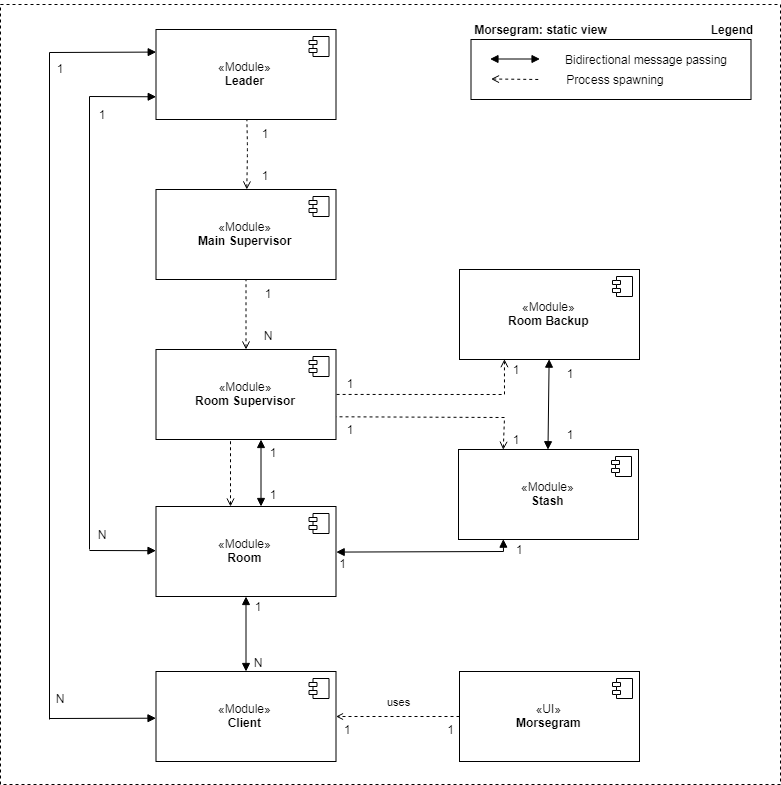 Morsegram: static view Legend
Bidirectional message passing
Process spawning
«Module»
Leader
1
1
1
1
«Module»
Main Supervisor
1
N
«Module»
Room Backup
«Module»
Room Supervisor
1
1
1
1
1
1
1
1
«Module»
Stash
N
«Module»
Room
1
1
1
N
N
«Module»
Client
uses
1
1
«UI»
Morsegram